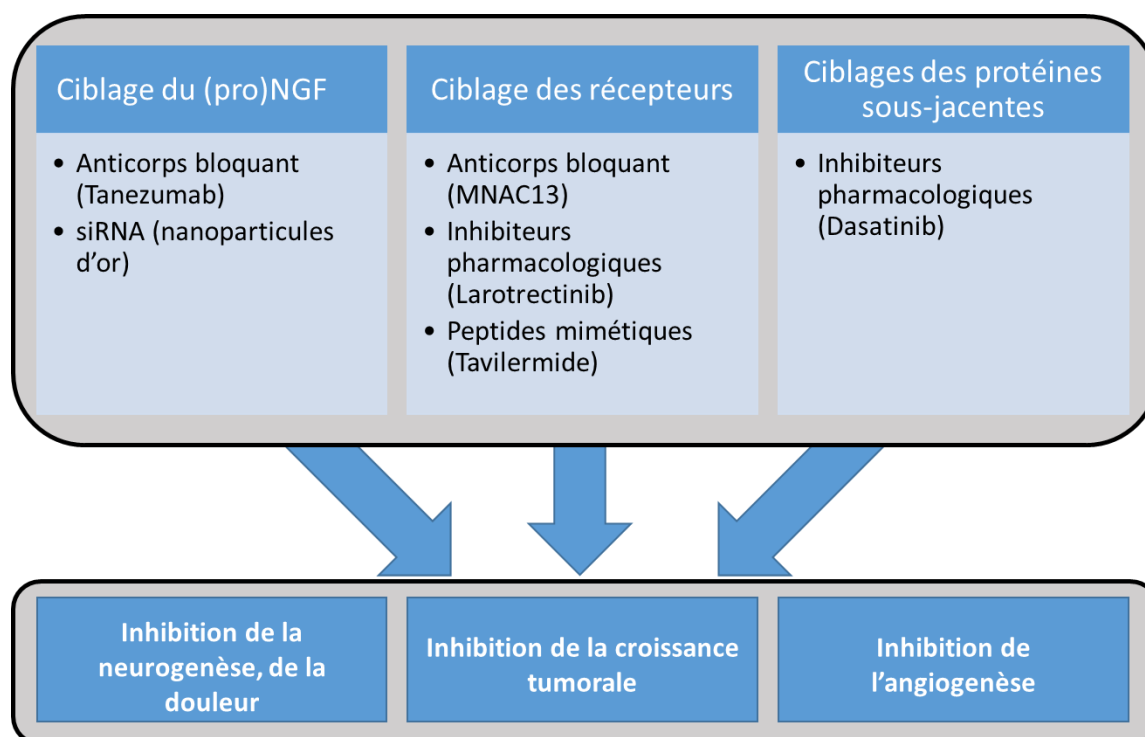 Ciblage du (pro)NGF
• Anticorps bloquant
(Tanezumab)
• siRNA (nanoparticules
d’or)
Ciblage des récepteurs
• Anticorps bloquant
(MNAC13)
• Inhibiteurs
pharmacologiques
(Larotrectinib)
• Peptides mimétiques
(Tavilermide)
Ciblages des protéines
sous-jacentes
• Inhibiteurs
pharmacologiques
(Dasatinib)
Inhibition de la
neurogenèse, de la
douleur
Inhibition de la croissance
tumorale
Inhibition de
l’angiogenèse